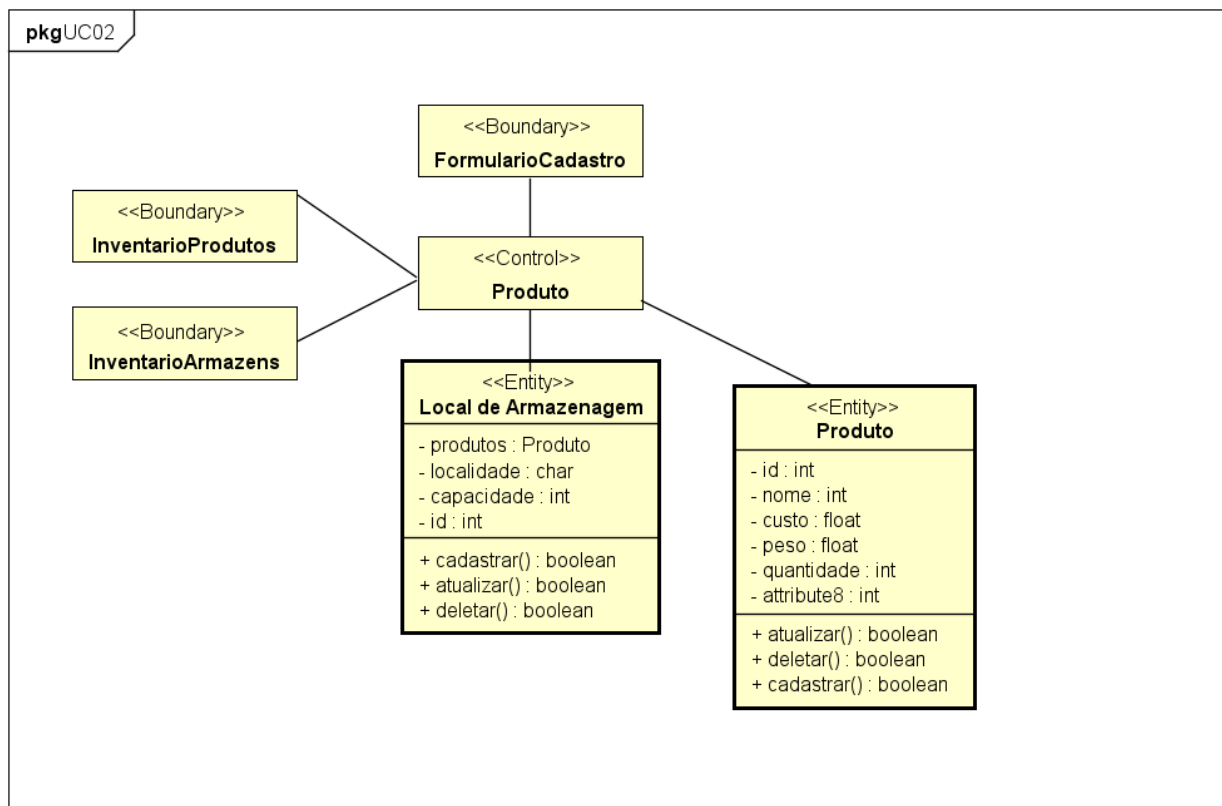 pkgUC02
<<Boundary>>
FormularioCadastro
<<Boundary>>
InventarioProdutos
<<Control>>
Produto
<<Boundary>>
InventarioArmazens
<<Entity>>
Local de Armazenagem
- produtos : Produto
- localidade : char
- capacidade : int
- id : int
+ cadastrar() : boolean
+ atualizar() : boolean
+ deletar() : boolean
<<Entity>>
Produto
- id : int
- nome : int
- custo : float
- peso : float
- quantidade : int
- attribute8 : int
+ atualizar() : boolean
+ deletar() : boolean
+ cadastrar() : boolean